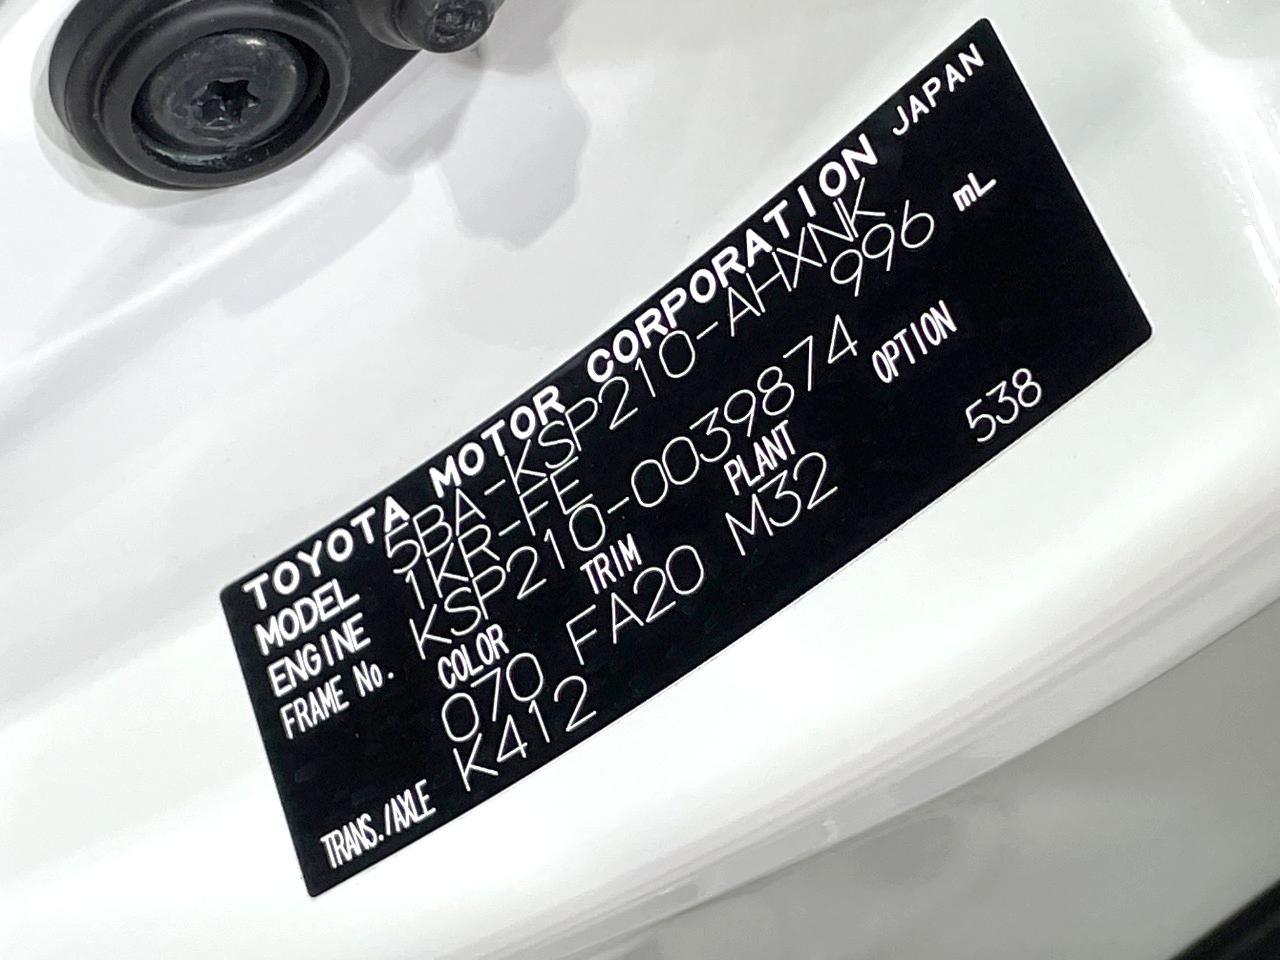 TOYOTA MOTOR CORPORATION JAPAN
MODEL 5BA-KSP210-AHXNK
ENGINE 1KR-FE 996 mL
FRAME No. KSP210-0039874
COLOR TRIM PLANT OPTION
070 FA20 M32 538
TRANS./AXLE K412